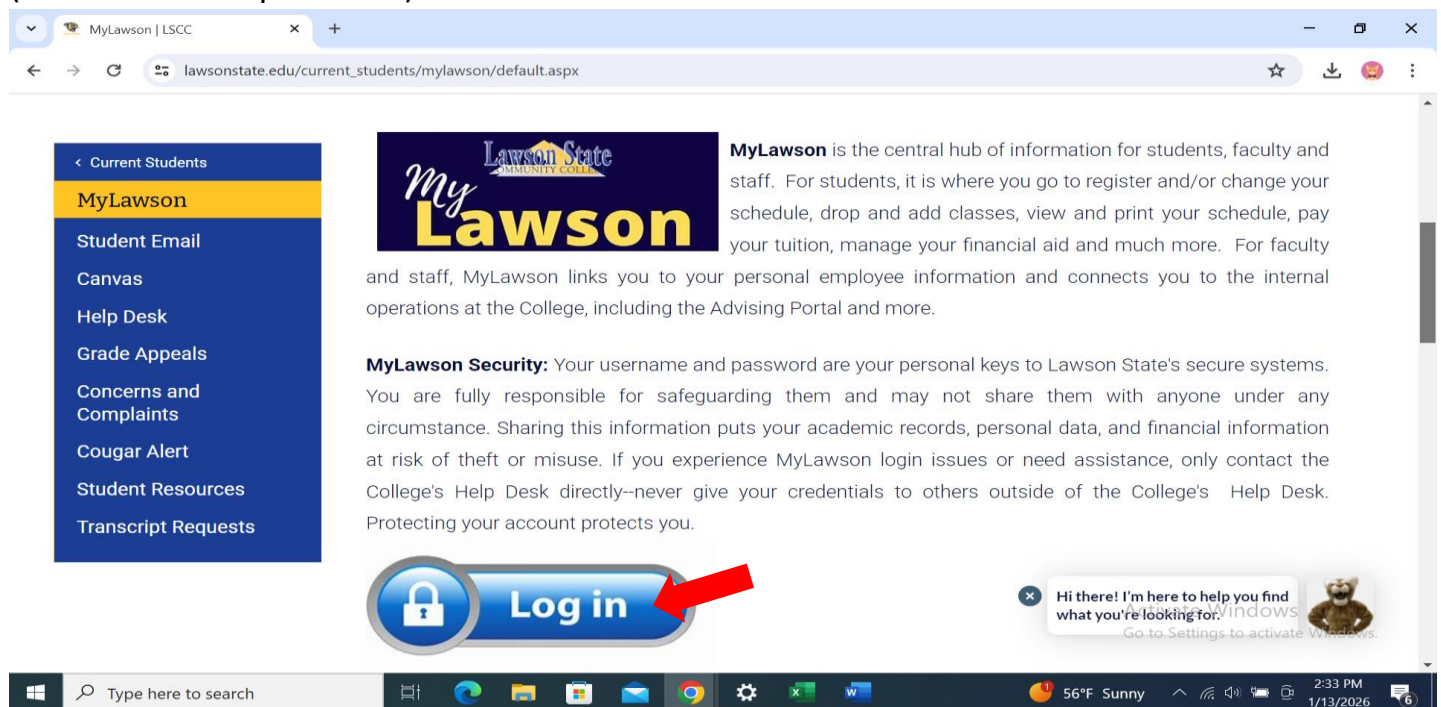 MyLawson | LSCC
lawsonstate.edu/current_students/mylawson/default.aspx
< Current Students
MyLawson
Student Email
Canvas
Help Desk
Grade Appeals
Concerns and
Complaints
Cougar Alert
Student Resources
Transcript Requests
Lawson State
COMMUNITY COLLEGE
My
Lawson
MyLawson is the central hub of information for students, faculty and
staff. For students, it is where you go to register and/or change your
schedule, drop and add classes, view and print your schedule, pay
your tuition, manage your financial aid and much more. For faculty
and staff, MyLawson links you to your personal employee information and connects you to the internal
operations at the College, including the Advising Portal and more.
MyLawson Security: Your username and password are your personal keys to Lawson State's secure systems.
You are fully responsible for safeguarding them and may not share them with anyone under any
circumstance. Sharing this information puts your academic records, personal data, and financial information
at risk of theft or misuse. If you experience MyLawson login issues or need assistance, only contact the
College's Help Desk directly--never give your credentials to others outside of the College's Help Desk.
Protecting your account protects you.
Log in
Hi there! I'm here to help you find
what you're looking for.
Activate Windows
Go to Settings to activate Windows.
Type here to search
56°F Sunny
2:33 PM
1/13/2026
6